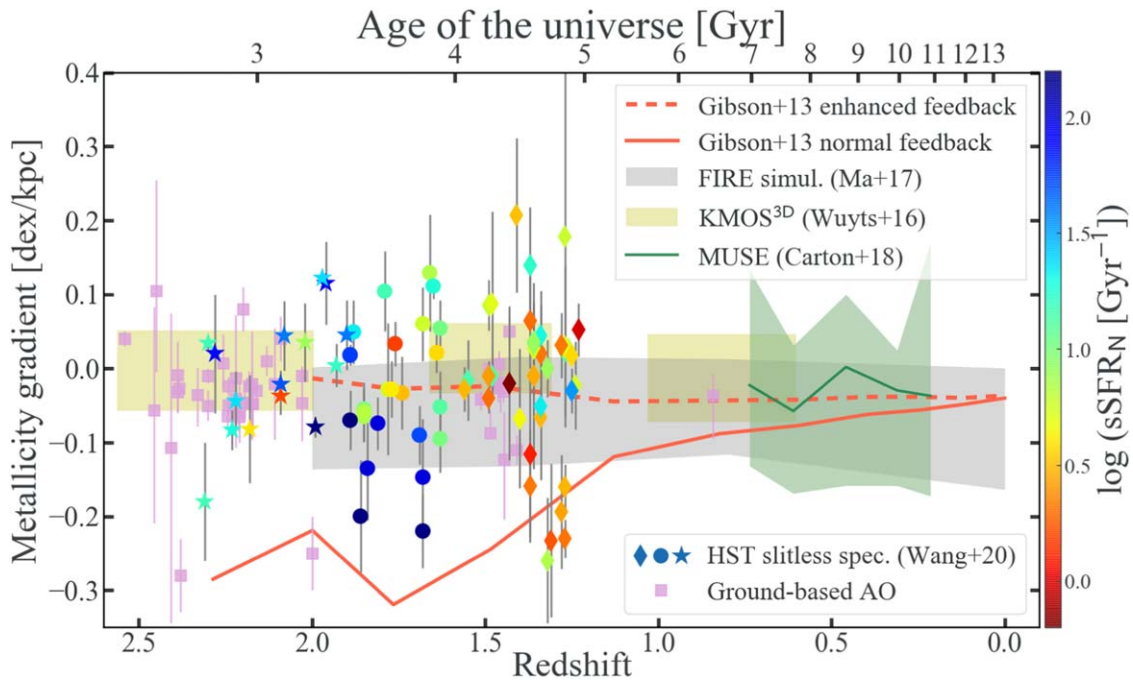 Age of the universe [Gyr]
3 4 5 6 7 8 9 10 11 12 13
0.4
0.3
0.2
0.1
0.0
−0.1
−0.2
−0.3
Metallicity gradient [dex/kpc]
Gibson+13 enhanced feedback
Gibson+13 normal feedback
FIRE simul. (Ma+17)
KMOS3D (Wuyts+16)
MUSE (Carton+18)
HST slitless spec. (Wang+20)
Ground-based AO
2.5 2.0 1.5 1.0 0.5 0.0
Redshift
2.0
1.5
1.0
0.5
0.0
log (sSFRN [Gyr−1])